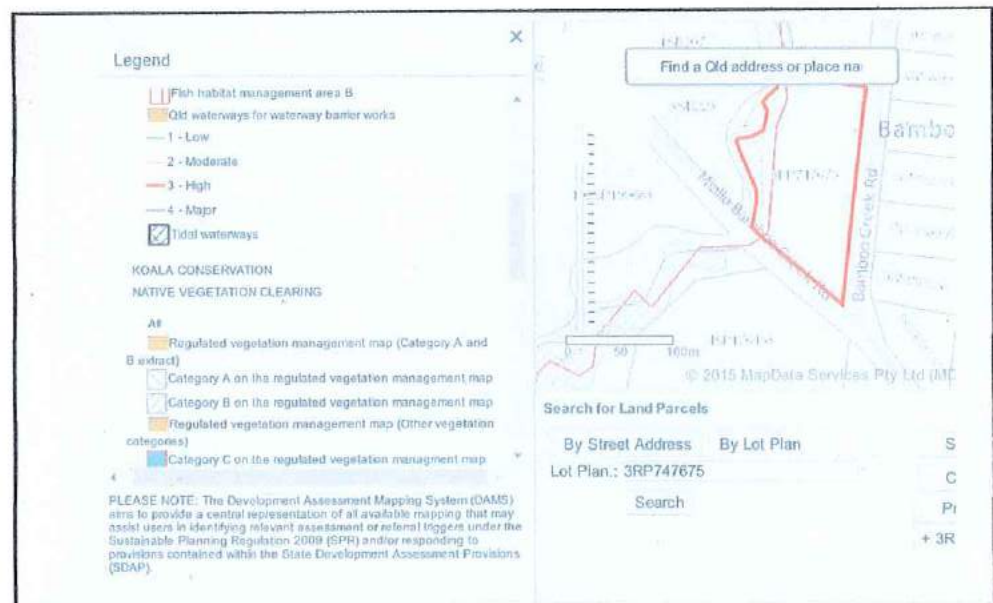 Legend
×
Fish habitat management area B
Qld waterways for waterway barrier works
1 - Low
2 - Moderate
3 - High
4 - Major
Tidal waterways
KOALA CONSERVATION
NATIVE VEGETATION CLEARING
All
Regulated vegetation management map (Category A and
B extract)
Category A on the regulated vegetation management map
Category B on the regulated vegetation management map
Regulated vegetation management map (Other vegetation
categories)
Category C on the regulated vegetation managment map
PLEASE NOTE: The Development Assessment Mapping System (DAMS)
aims to provide a central representation of all available mapping that may
assist users in identifying relevant assessment or referral triggers under the
Sustainable Planning Regulation 2009 (SPR) and/or responding to
provisions contained within the State Development Assessment Provisions
(SDAP).
Find a Qld address or place na
Bambo
Creek Rd
Creek Rd
0
50
100m
© 2015 MapData Services Pty Ltd (MD
Search for Land Parcels
By Street Address
By Lot Plan
S
Lot Plan.: 3RP747675
C
Search
+ 3R